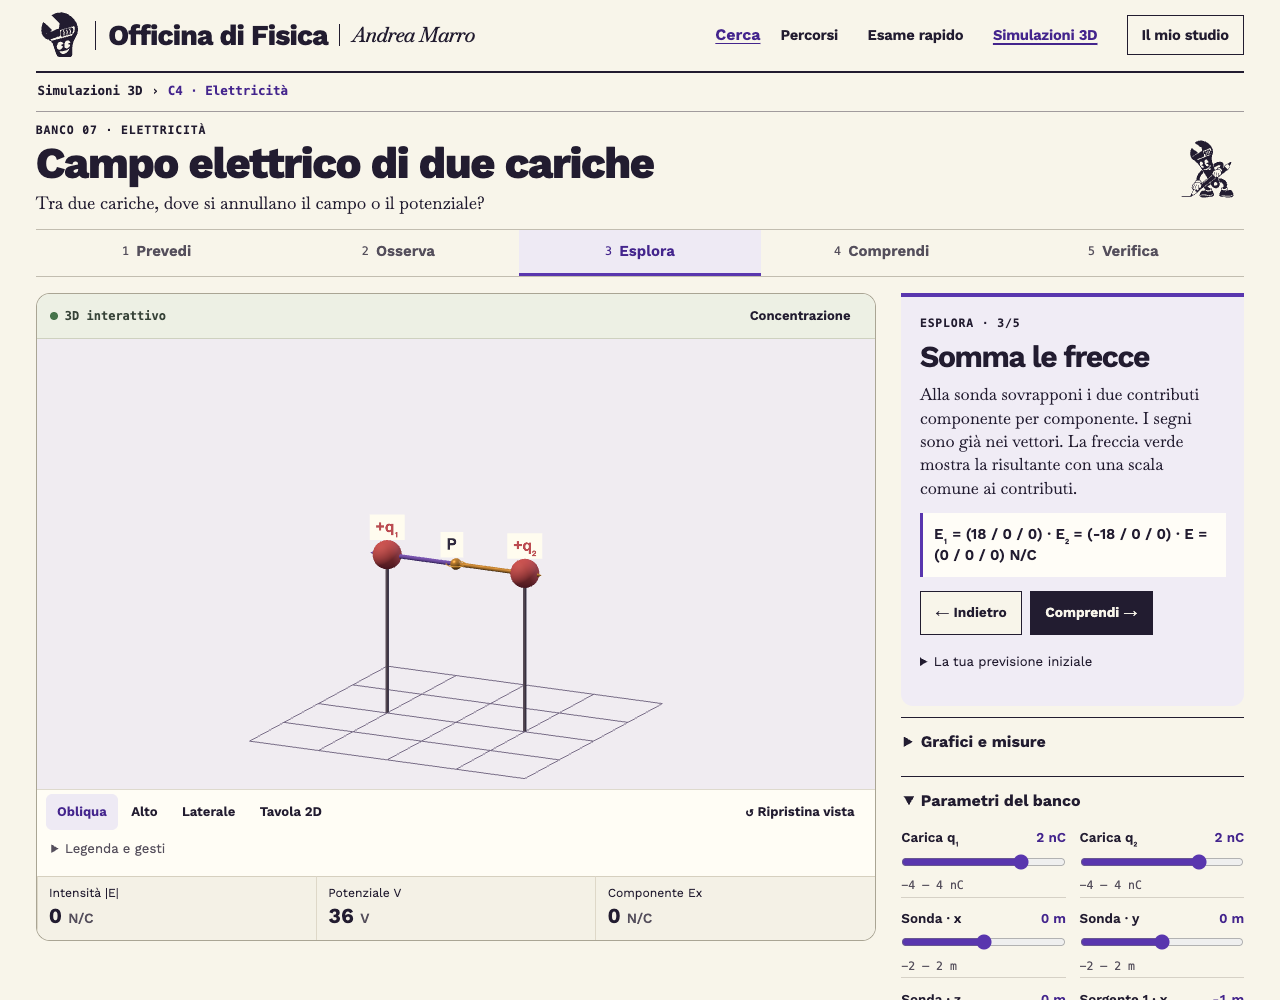 Officina di Fisica
Andrea Marro
Cerca
Percorsi
Esame rapido
Simulazioni 3D
Il mio studio
Simulazioni 3D › C4 · Elettricità
BANCO 07 · ELETTRICITÀ
Campo elettrico di due cariche
Tra due cariche, dove si annullano il campo o il potenziale?
1 Prevedi
2 Osserva
3 Esplora
4 Comprendi
5 Verifica
3D interattivo
Concentrazione
+q₁
P
+q₂
Obliqua
Alto
Laterale
Tavola 2D
↺ Ripristina vista
▶ Legenda e gesti
Intensità |E|
0 N/C
Potenziale V
36 V
Componente Ex
0 N/C
ESPLORA · 3/5
Somma le frecce
Alla sonda sovrapponi i due contributi
componente per componente. I segni
sono già nei vettori. La freccia verde
mostra la risultante con una scala
comune ai contributi.
E₁ = (18 / 0 / 0) · E₂ = (-18 / 0 / 0) · E =
(0 / 0 / 0) N/C
← Indietro
Comprendi →
▶ La tua previsione iniziale
▶ Grafici e misure
▼ Parametri del banco
Carica q₁ 2 nC
−4 — 4 nC
Carica q₂ 2 nC
−4 — 4 nC
Sonda · x 0 m
−2 — 2 m
Sonda · y 0 m
−2 — 2 m
Sonda · z 0 m
Sorgente 1 · x -1 m